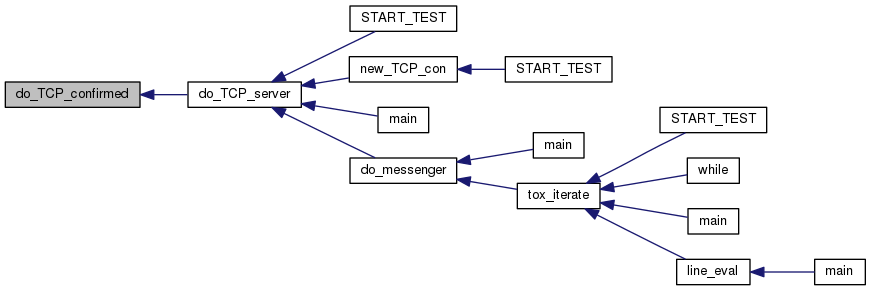 START_TEST
new_TCP_con
START_TEST
do_TCP_confirmed
do_TCP_server
main
START_TEST
main
do_messenger
while
tox_iterate
main
line_eval
main